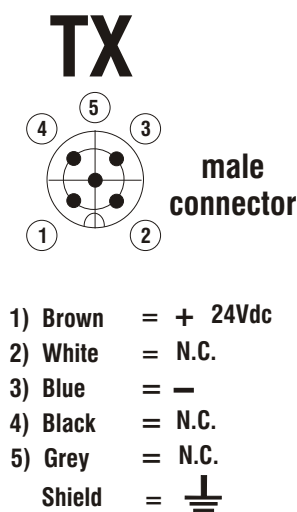 TX
5
4 3
male
connector
1 2
1) Brown = + 24Vdc
2) White = N.C.
3) Blue = –
4) Black = N.C.
5) Grey = N.C.
Shield =